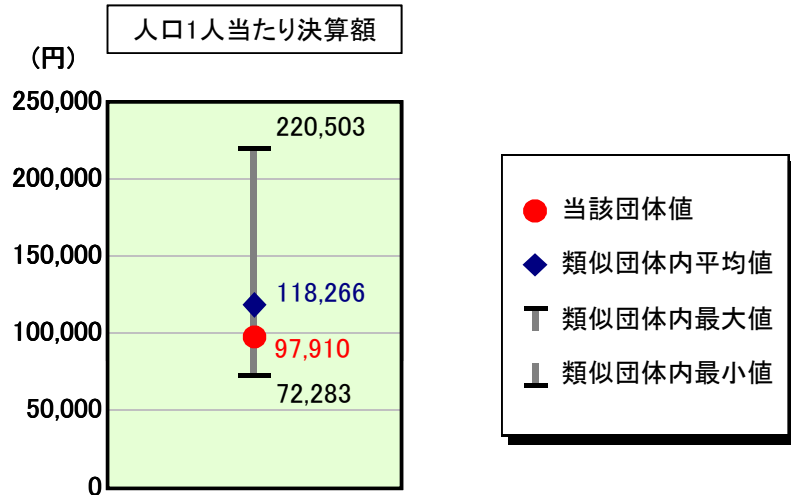 人口1人当たり決算額
(円)
250,000
220,503
200,000
150,000
118,266
100,000
97,910
72,283
50,000
0
当該団体値
類似団体内平均値
類似団体内最大値
類似団体内最小値